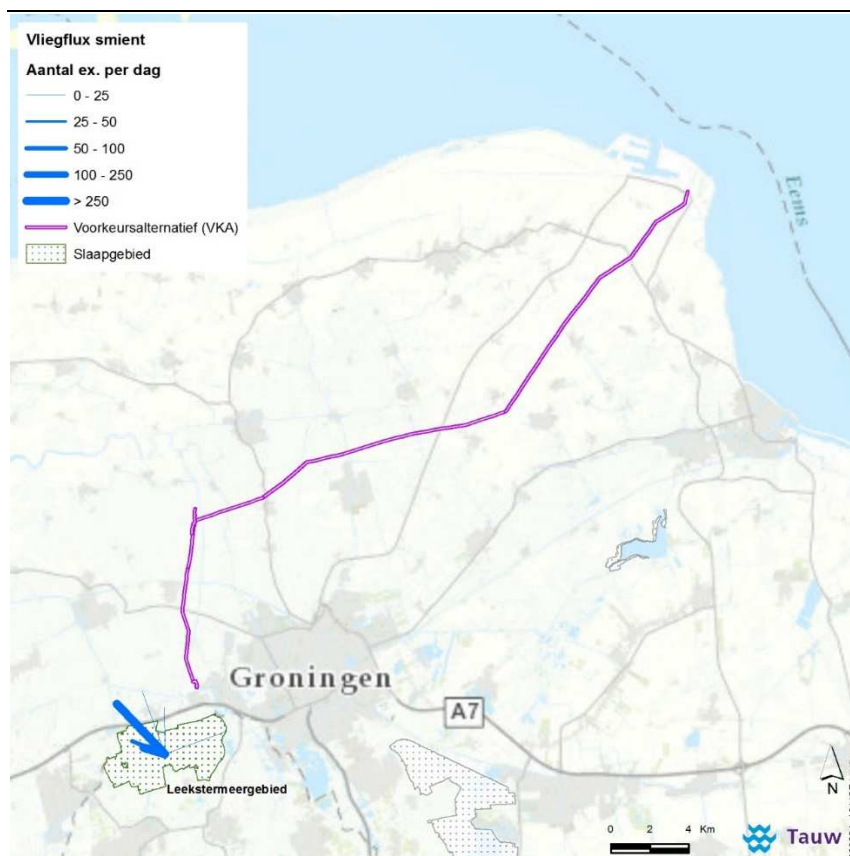 Vliegflux smient
Aantal ex. per dag
0 - 25
25 - 50
50 - 100
100 - 250
> 250
Voorkeursalternatief (VKA)
Slaapgebied
Eems
Groningen
A7
Leekstermeergebied
N
0 2 4 Km
Tauw